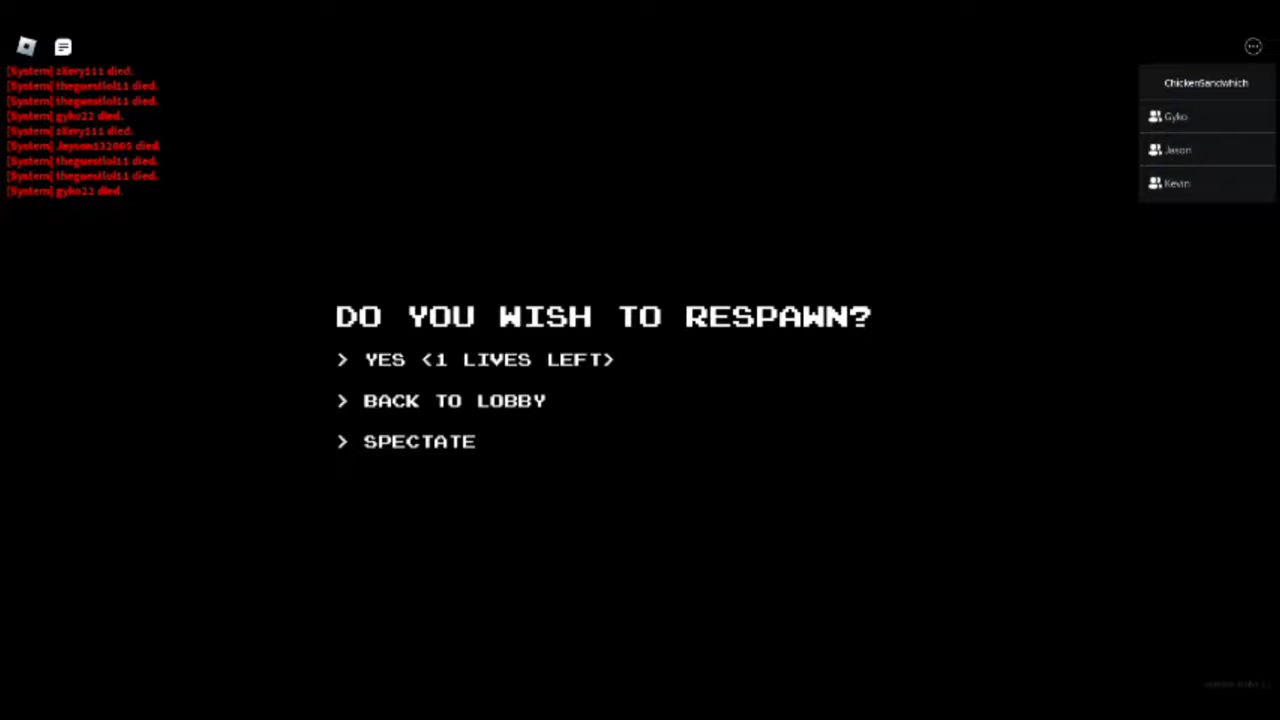 [System] zKery111 died.
[System] theguestlol11 died.
[System] theguestlol11 died.
[System] gyko22 died.
[System] zKery111 died.
[System] died.
[System] theguestlol11 died.
[System] theguestlol11 died.
[System] gyko22 died.
ChickenSandwhich
Gyko
Jason
Kevin
DO YOU WISH TO RESPAWN?
> YES <1 LIVES LEFT>
> BACK TO LOBBY
> SPECTATE